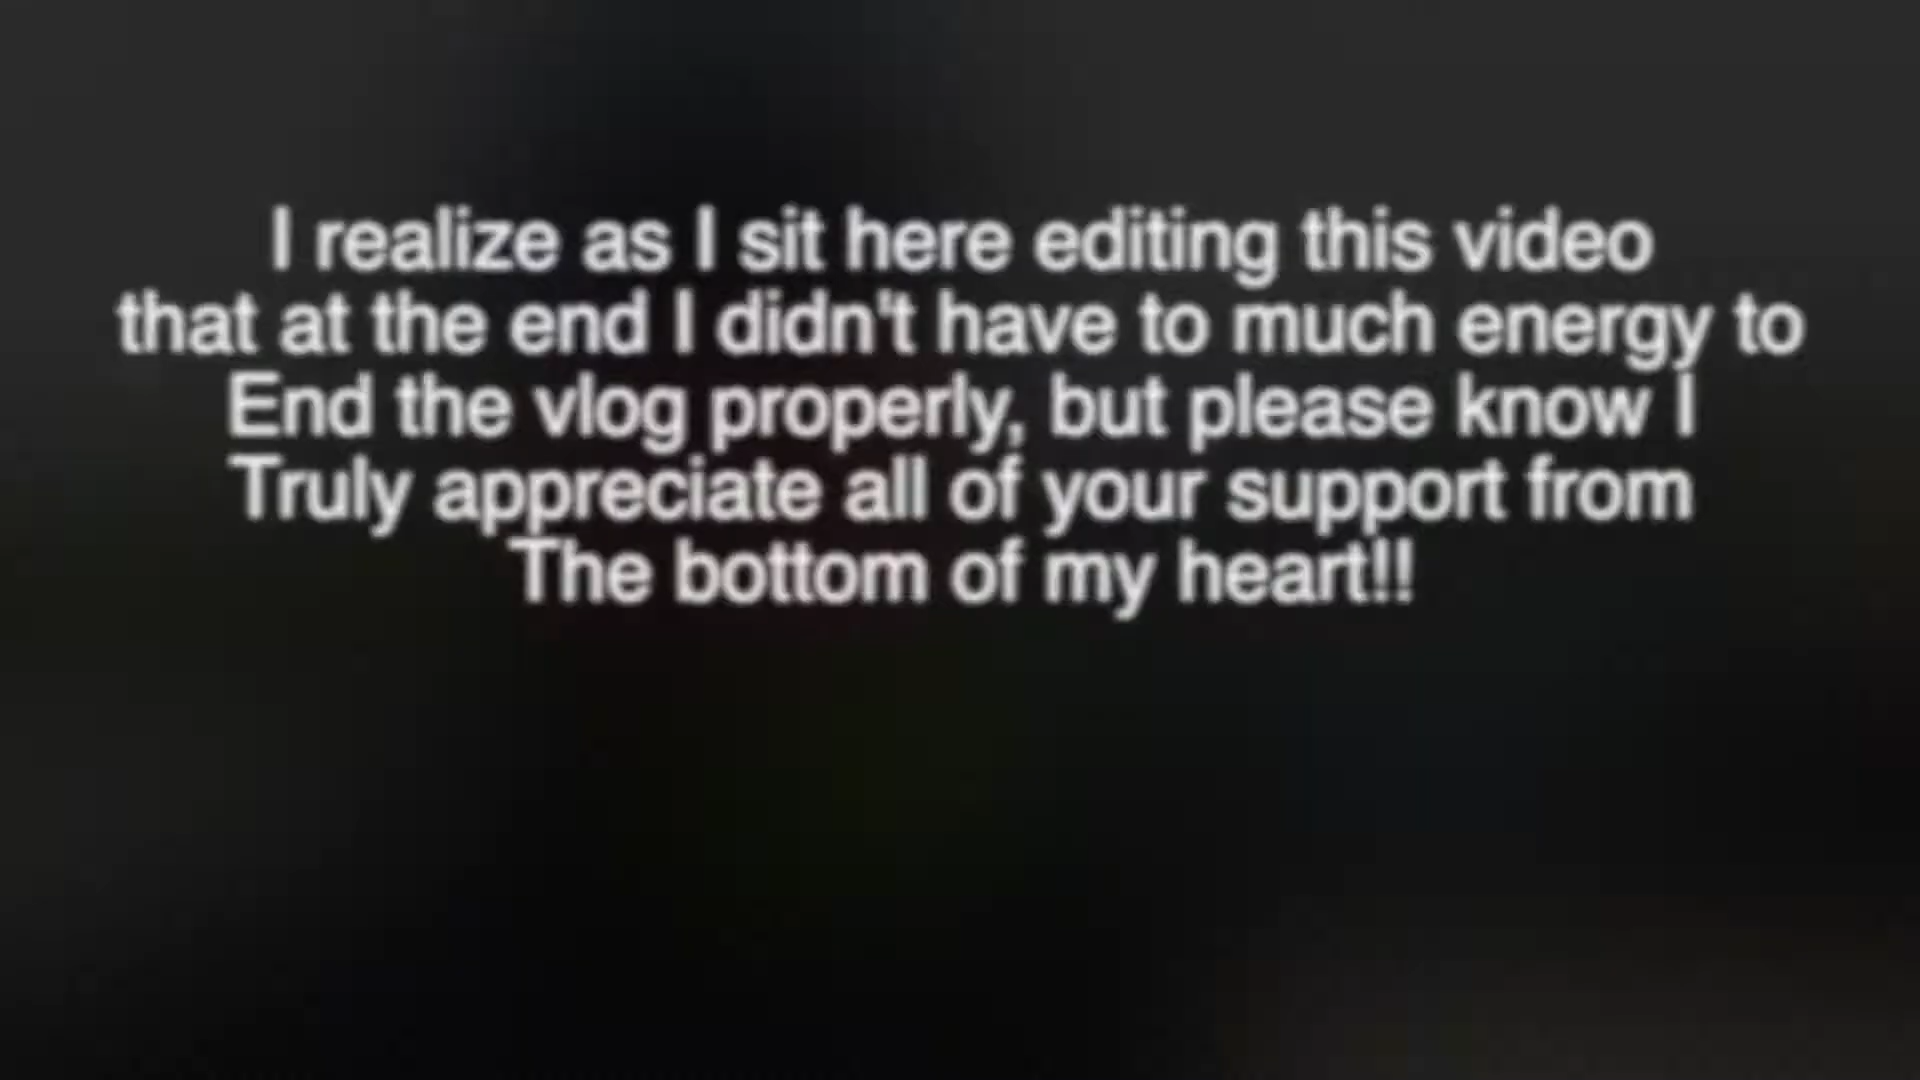 I realize as I sit here editing this video
that at the end I didn't have to much energy to
End the vlog properly, but please know I
Truly appreciate all of your support from
The bottom of my heart!!